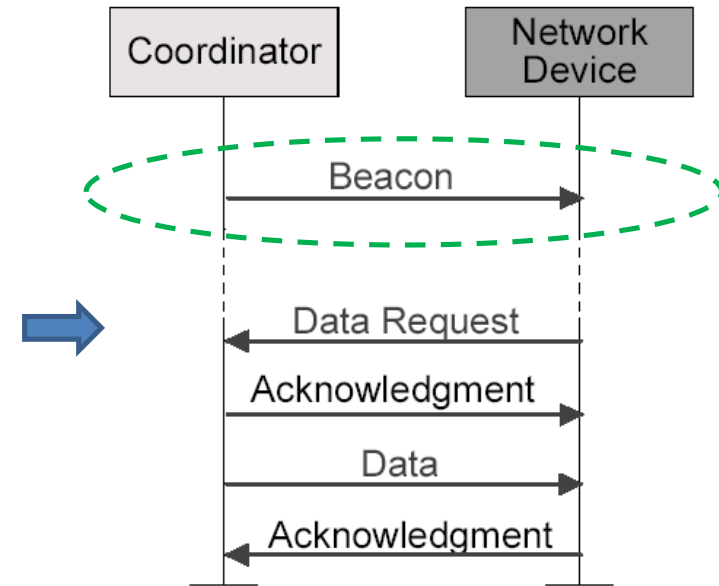 Coordinator
Network
Device
Beacon
Data Request
Acknowledgment
Data
Acknowledgment